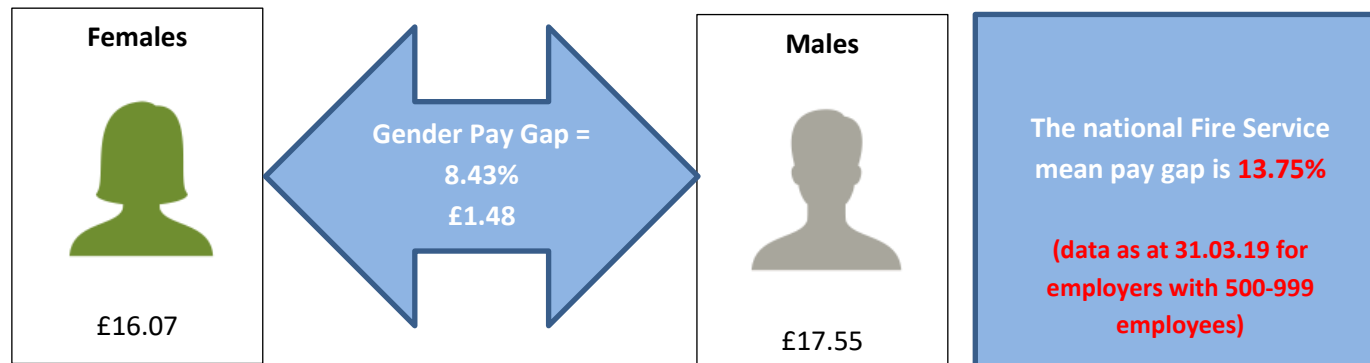 Females
£16.07
Gender Pay Gap =
8.43%
£1.48
Males
£17.55
The national Fire Service
mean pay gap is 13.75%
(data as at 31.03.19 for
employers with 500-999
employees)